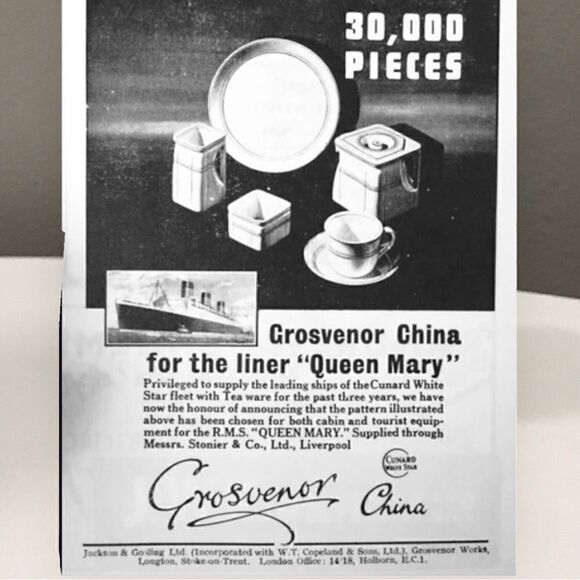 30,000
PIECES
Grosvenor China
for the liner "Queen Mary"
Privileged to supply the leading ships of the Cunard White
Star fleet with Tea ware for the past three years, we have
now the honour of announcing that the pattern illustrated
above has been chosen for both cabin and tourist equip-
ment for the R.M.S. "QUEEN MARY." Supplied through
Messrs. Stonier & Co., Ltd., Liverpool
CUNARD
WHITE STAR
Grosvenor
China
Jackson & Gosling Ltd. (Incorporated with W.T. Copeland & Sons, Ltd.), Grosvenor Works,
Longton, Stoke-on-Trent. London Office: 14/18, Holborn, E.C.1.